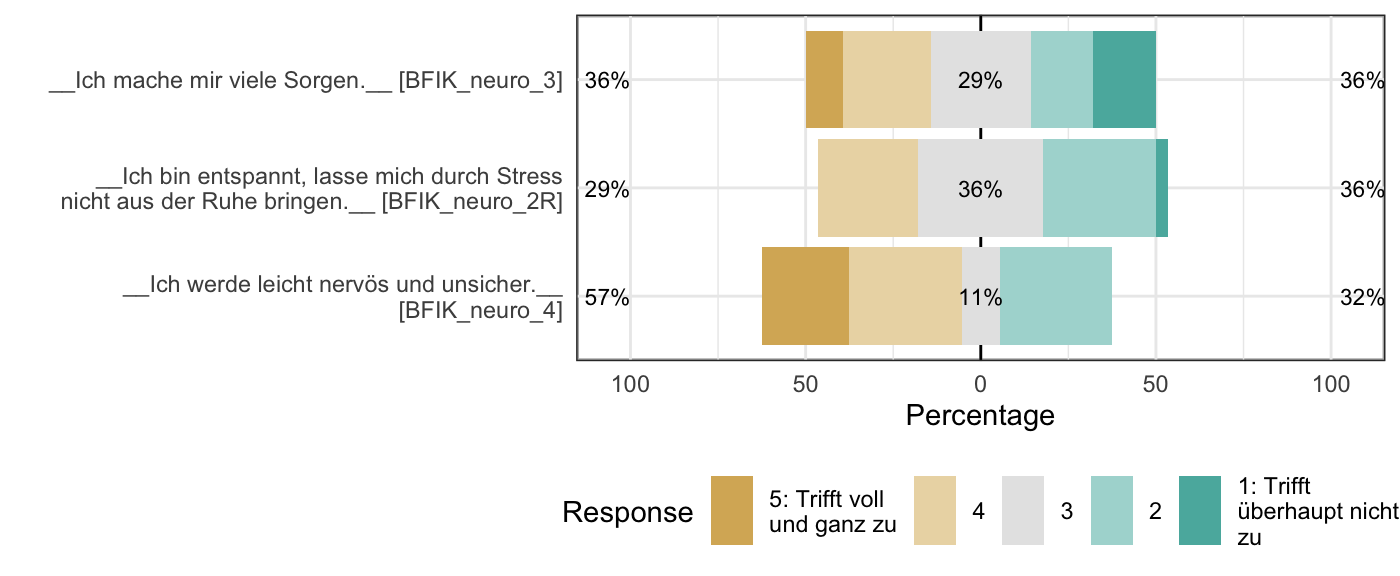 __Ich mache mir viele Sorgen.__ [BFIK_neuro_3]
36%
29%
36%
__Ich bin entspannt, lasse mich durch Stress
nicht aus der Ruhe bringen.__ [BFIK_neuro_2R]
29%
36%
36%
__Ich werde leicht nervös und unsicher.__
[BFIK_neuro_4]
57%
11%
32%
100 50 0 50 100
Percentage
Response
5: Trifft voll
und ganz zu
4
3
2
1: Trifft
überhaupt nicht
zu